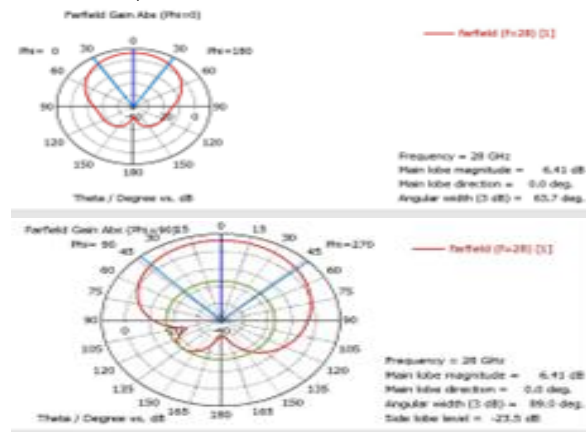 Farfield Gain Abs (Phi=0)
Phi= 0
30
0
30
Phi=180
60
60
90
0
90
120
120
150
180
150
Theta / Degree vs. dB
farfield (f=28) [1]
Frequency = 28 GHz
Main lobe magnitude = 6.41 dB
Main lobe direction = 0.0 deg.
Angular width (3 dB) = 63.7 deg.
Farfield Gain Abs (Phi=90)
15
0
15
Phi= 90
30
Phi=270
45
45
60
60
75
75
90
0
-40
90
105
105
120
120
135
135
150
150
165
180
165
Theta / Degree vs. dB
farfield (f=28) [1]
Frequency = 28 GHz
Main lobe magnitude = 6.41 dB
Main lobe direction = 0.0 deg.
Angular width (3 dB) = 89.0 deg.
Side lobe level = -23.5 dB